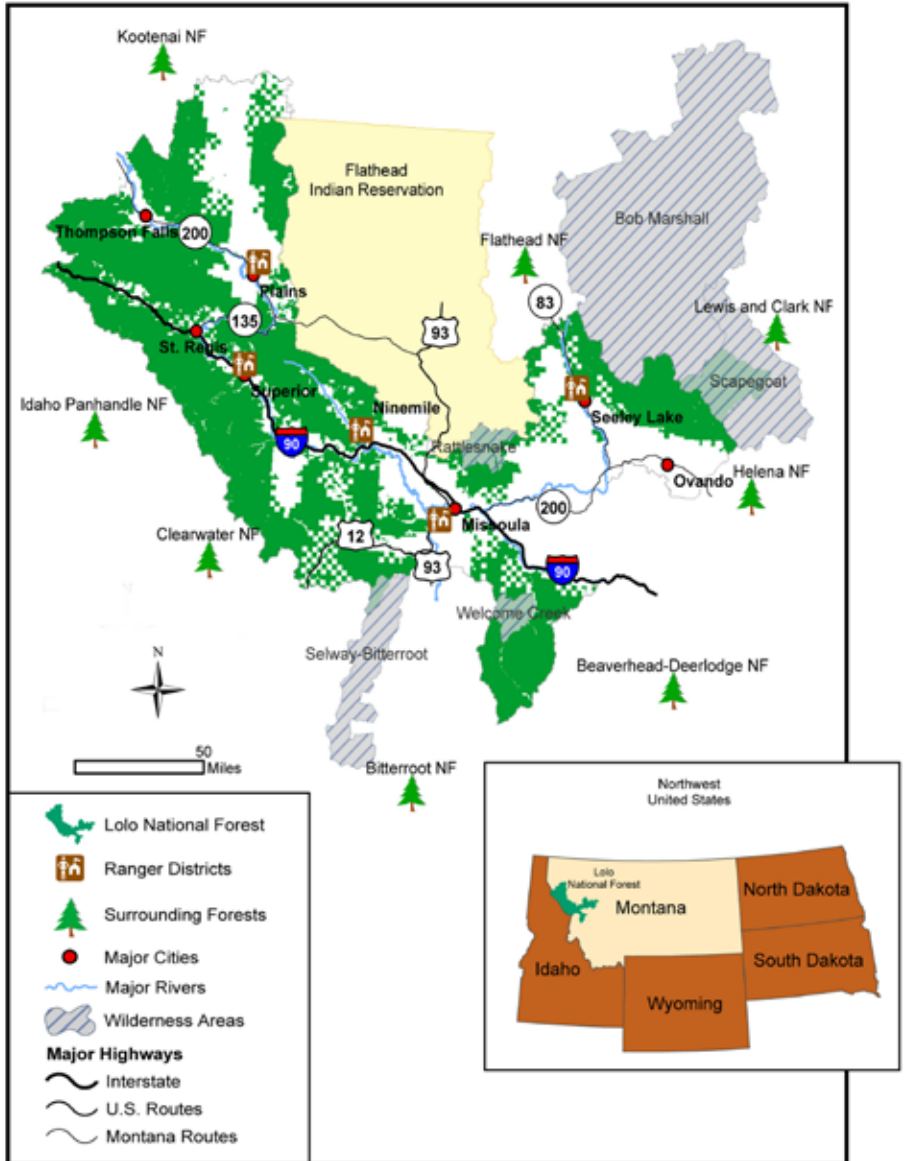 Kootenai NF
Flathead
Indian Reservation
Bob Marshall
Thompson Falls
200
Flathead NF
Plains
83
Lewis and Clark NF
135
93
St. Regis
Scapegoat
Superior
Idaho Panhandle NF
Ninemile
Seeley Lake
90
Rattlesnake
Ovando
Helena NF
200
Missoula
Clearwater NF
12
93
90
Welcome Creek
Selway-Bitterroot
N
Beaverhead-Deerlodge NF
50
Miles
Bitterroot NF
Lolo National Forest
Ranger Districts
Surrounding Forests
Major Cities
Major Rivers
Wilderness Areas
Major Highways
Interstate
U.S. Routes
Montana Routes
Northwest
United States
Lolo
National Forest
Montana
North Dakota
Idaho
South Dakota
Wyoming